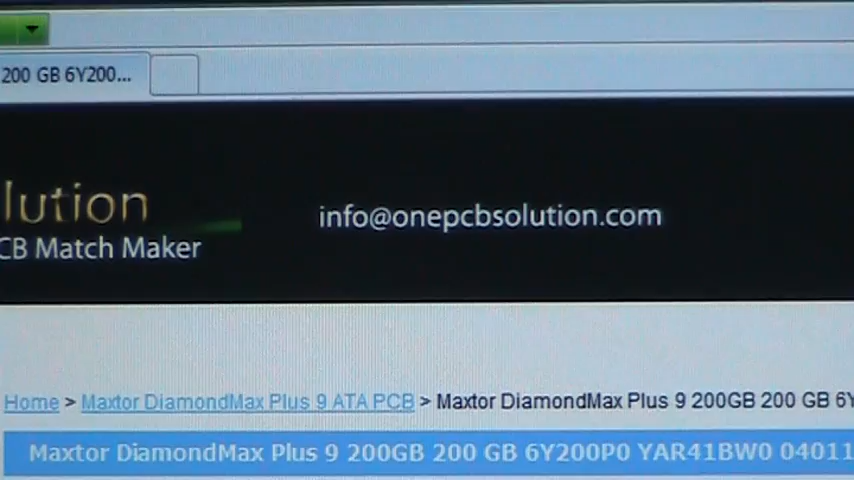 200 GB 6Y200...
lution
CB Match Maker
info@onepcbsolution.com
Home > Maxtor DiamondMax Plus 9 ATA PCB > Maxtor DiamondMax Plus 9 200GB 200 GB 6Y
Maxtor DiamondMax Plus 9 200GB 200 GB 6Y200P0 YAR41BW0 04011